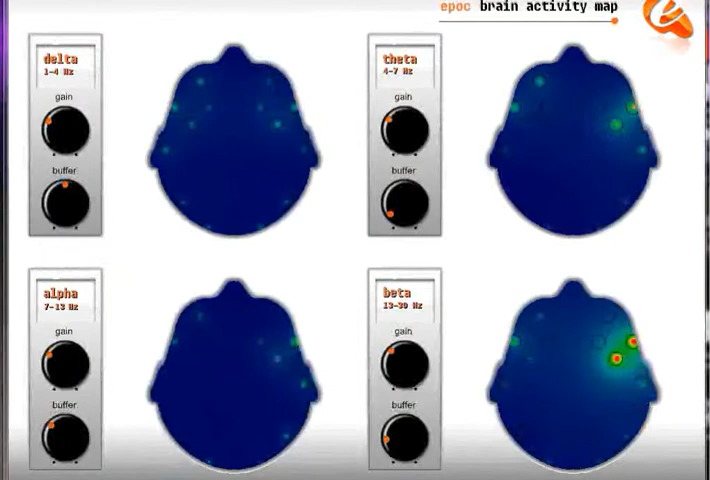 epoc brain activity map
delta
1-4 Hz
gain
buffer
theta
4-7 Hz
gain
buffer
alpha
7-13 Hz
gain
buffer
beta
13-30 Hz
gain
buffer